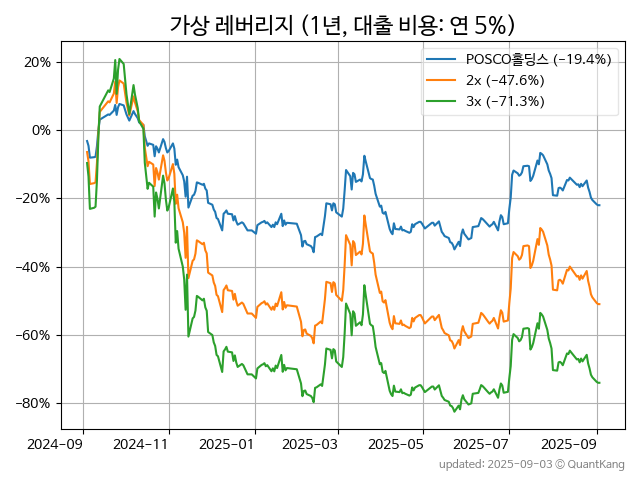 가상 레버리지 (1년, 대출 비용: 연 5%)
POSCO홀딩스 (−19.4%)
2x (−47.6%)
3x (−71.3%)
20%
0%
−20%
−40%
−60%
−80%
2024-09 2024-11 2025-01 2025-03 2025-05 2025-07 2025-09
updated: 2025-09-03 © QuantKang